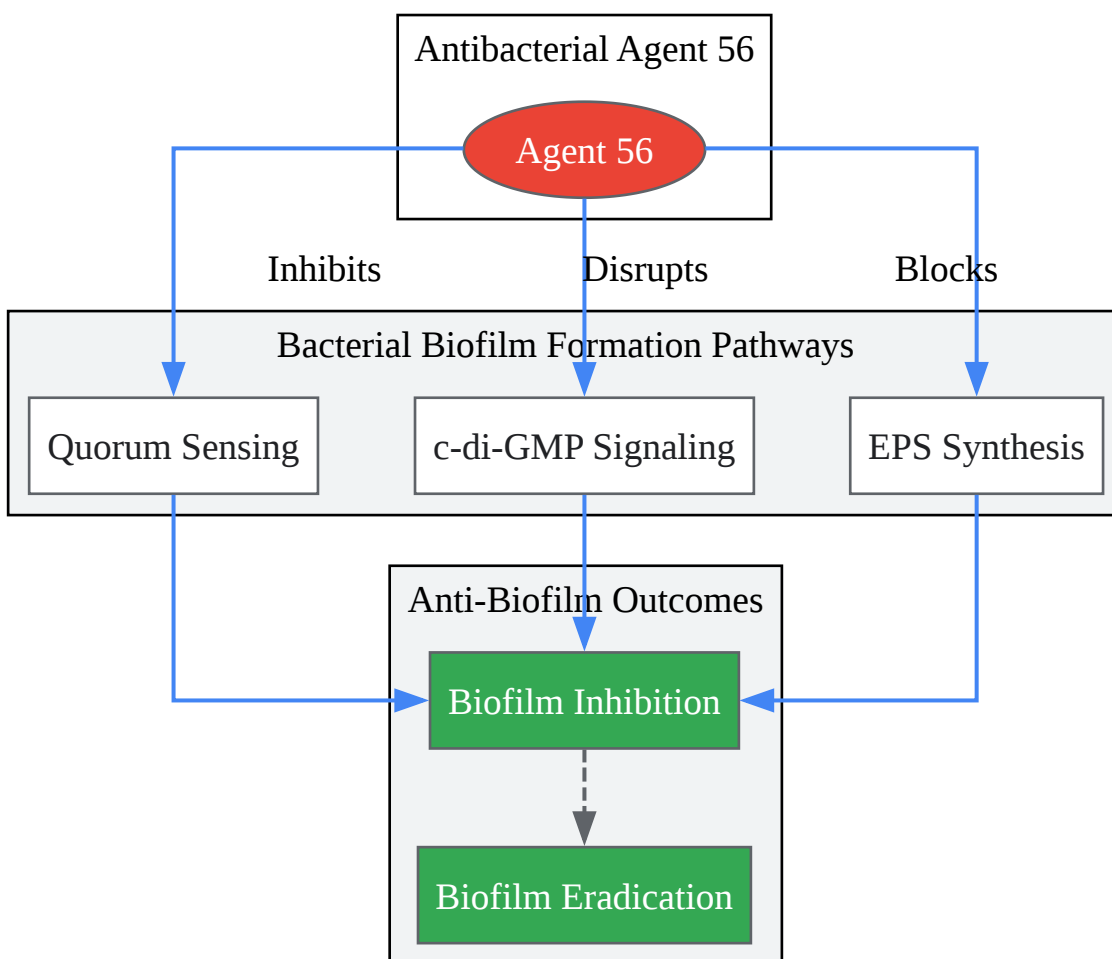 Antibacterial Agent 56
Agent 56
Inhibits
Disrupts
Blocks
Bacterial Biofilm Formation Pathways
Quorum Sensing
c-di-GMP Signaling
EPS Synthesis
Anti-Biofilm Outcomes
Biofilm Inhibition
Biofilm Eradication